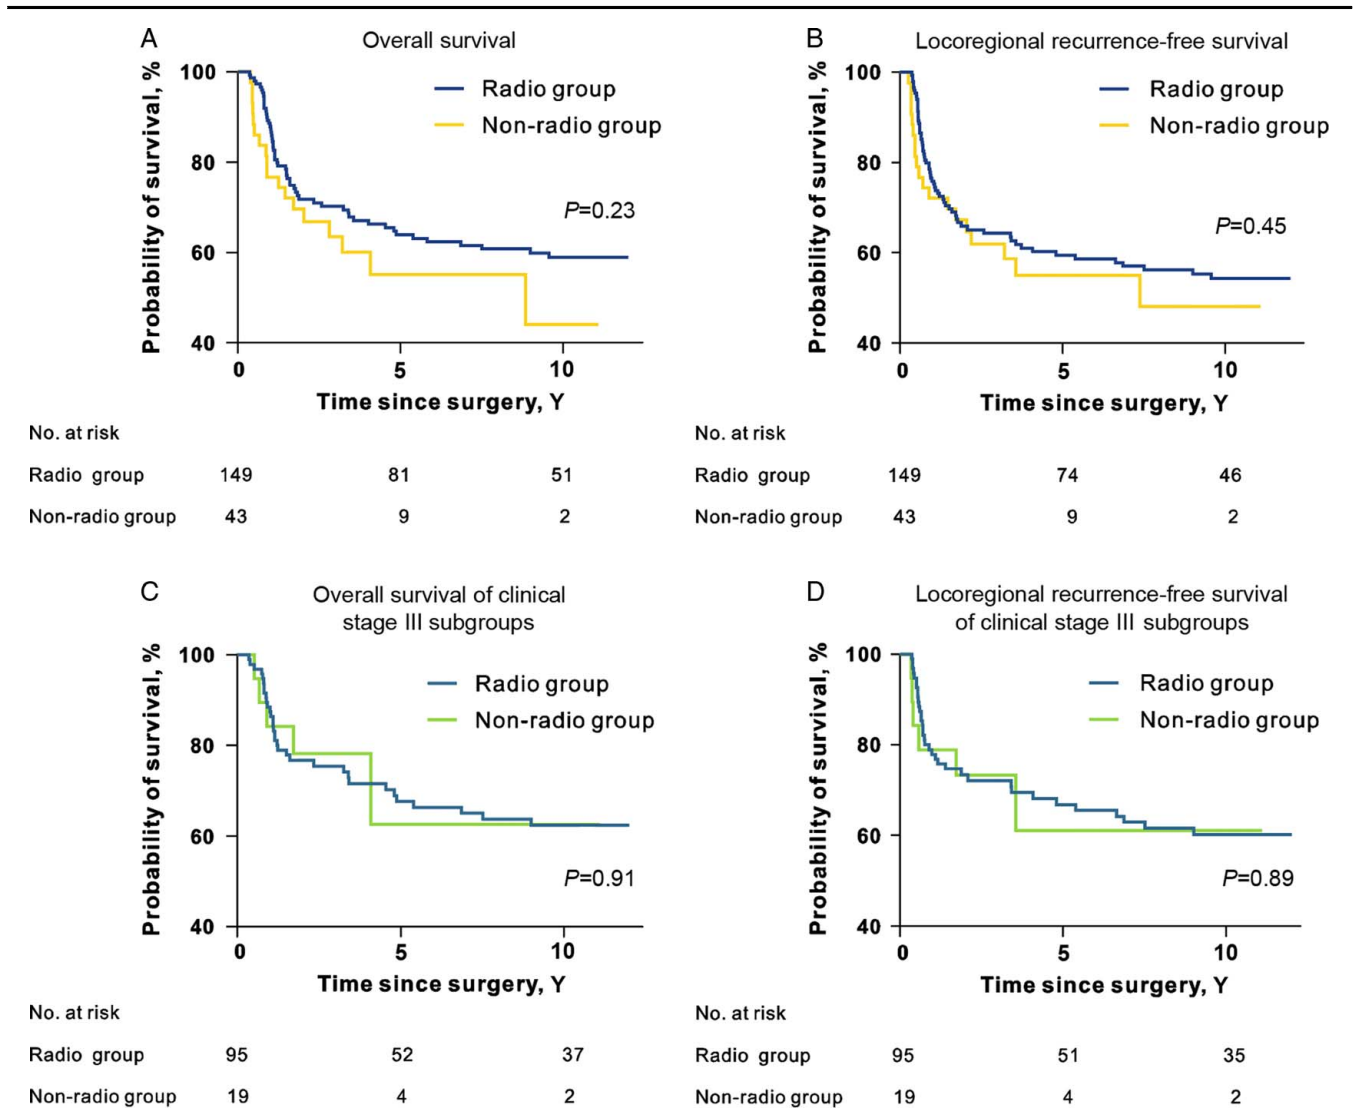 A
Overall survival
Probability of survival, %
100
80
60
40
Radio group
Non-radio group
P=0.23
0 5 10
Time since surgery, Y
No. at risk
Radio group 149 81 51
Non-radio group 43 9 2
B
Locoregional recurrence-free survival
Probability of survival, %
100
80
60
40
Radio group
Non-radio group
P=0.45
0 5 10
Time since surgery, Y
No. at risk
Radio group 149 74 46
Non-radio group 43 9 2
C
Overall survival of clinical
stage III subgroups
Probability of survival, %
100
80
60
40
Radio group
Non-radio group
P=0.91
0 5 10
Time since surgery, Y
No. at risk
Radio group 95 52 37
Non-radio group 19 4 2
D
Locoregional recurrence-free survival
of clinical stage III subgroups
Probability of survival, %
100
80
60
40
Radio group
Non-radio group
P=0.89
0 5 10
Time since surgery, Y
No. at risk
Radio group 95 51 35
Non-radio group 19 4 2